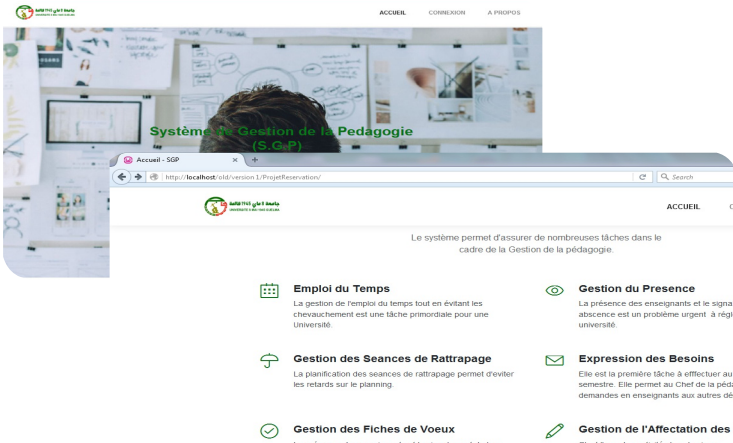 ACCUEIL CONNEXION A PROPOS
Système de Gestion de la Pedagogie
(S.G.P)
Accueil - SGP
http://localhost/old/version 1/ProjetReservation/
Search
ACCUEIL
Le système permet d'assurer de nombreuses tâches dans le
cadre de la Gestion de la pédagogie.
Emploi du Temps
La gestion de l'emploi du temps tout en évitant les
chevauchement est une tâche primordiale pour une
Université.
Gestion du Presence
La présence des enseignants et le signa
abscence est un problème urgent à régle
université.
Gestion des Seances de Rattrapage
La planification des seances de rattrapage permet d'eviter
les retards sur le planning.
Expression des Besoins
Elle est la première tâche à efffectuer au
semestre. Elle permet au Chef de la péda
demandes en enseignants aux autres dé
Gestion des Fiches de Voeux
Gestion de l'Affectation des